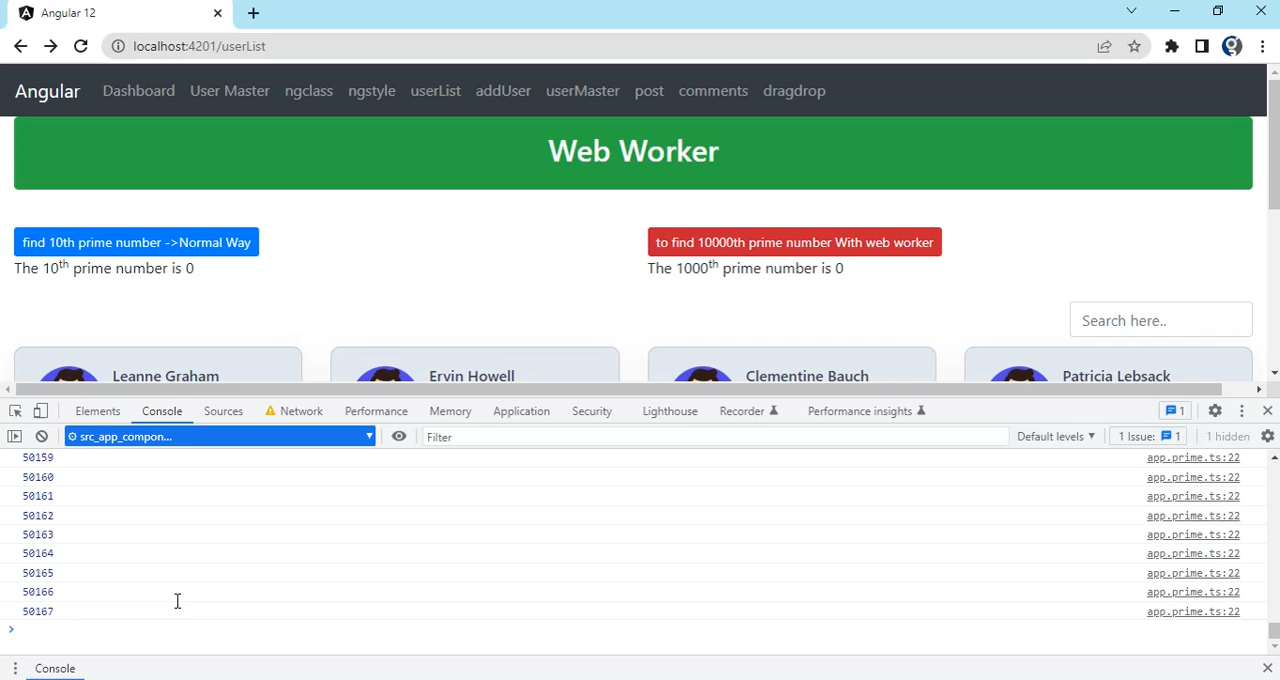 Angular 12
localhost:4201/userList
Angular Dashboard User Master ngclass ngstyle userList addUser userMaster post comments dragdrop
Web Worker
find 10th prime number ->Normal Way
The 10th prime number is 0
to find 10000th prime number With web worker
The 1000th prime number is 0
Search here..
Leanne Graham
Ervin Howell
Clementine Bauch
Patricia Lebsack
Elements Console Sources Network Performance Memory Application Security Lighthouse Recorder Performance insights 1
src_app_compon... Filter Default levels 1 Issue: 1 1 hidden
50159 app.prime.ts:22
50160 app.prime.ts:22
50161 app.prime.ts:22
50162 app.prime.ts:22
50163 app.prime.ts:22
50164 app.prime.ts:22
50165 app.prime.ts:22
50166 app.prime.ts:22
50167 app.prime.ts:22
Console